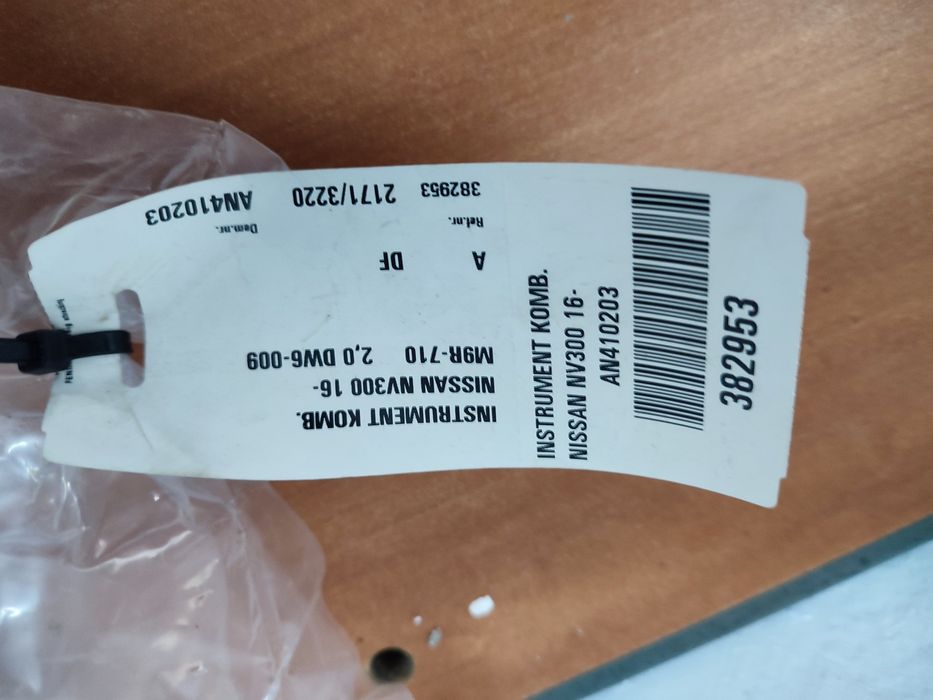 INSTRUMENT KOMB.
NISSAN NV300 16-
M9R-710 2,0 DW6-009
A DF
Ref.nr. Dem.nr.
382953 2171/3220 AN410203
INSTRUMENT KOMB.
NISSAN NV300 16-
AN410203
382953